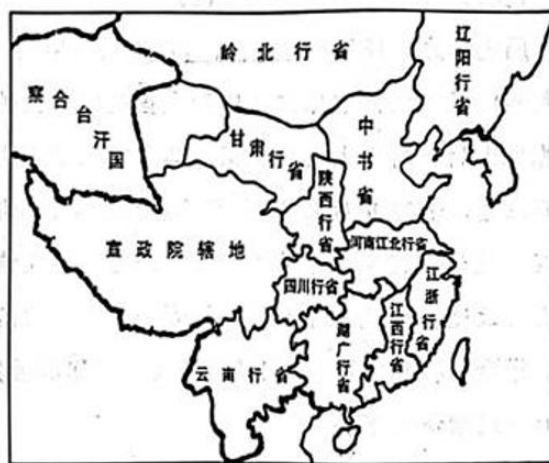 岭北行省
辽阳行省
察合台汗国
甘肃行省
中书省
陕西行省
宣政院辖地
河南江北行省
四川行省
江浙行省
江西行省
湖广行省
云南行省